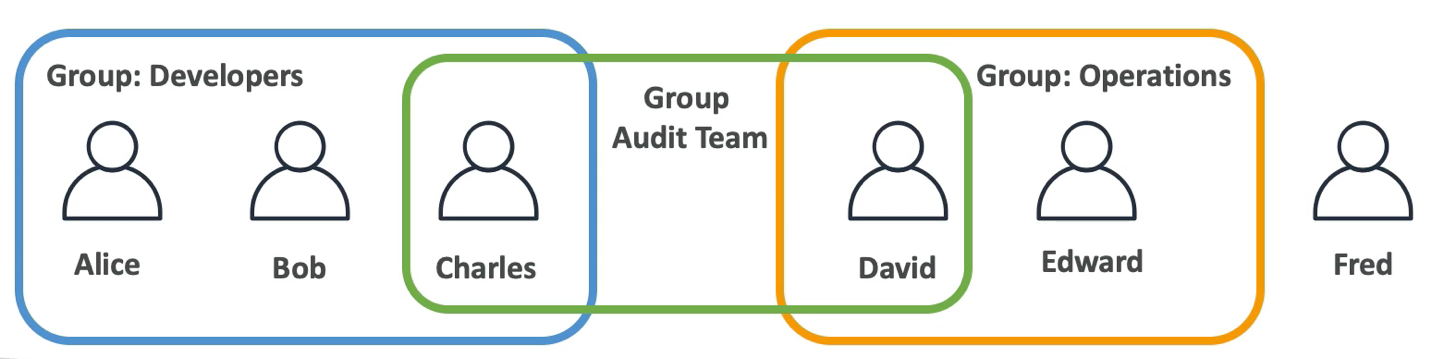 Group: Developers
Group
Audit Team
Group: Operations
Alice
Bob
Charles
David
Edward
Fred